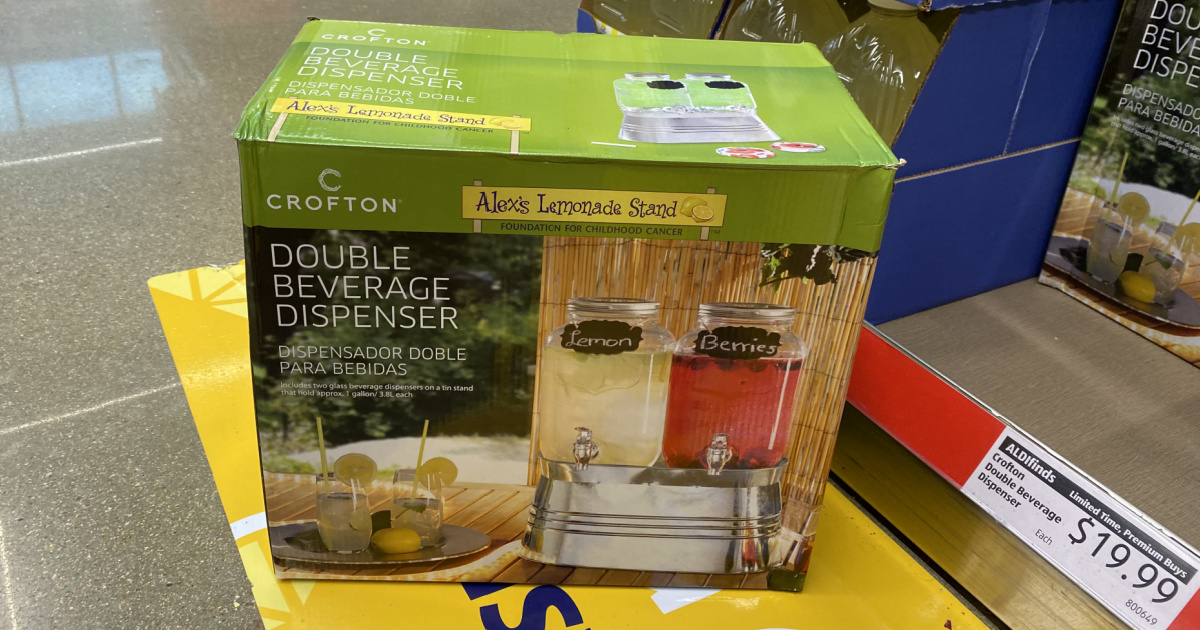 CROFTON
DOUBLE
BEVERAGE
DISPENSER
DISPENSADOR DOBLE
PARA BEBIDAS
Alex's Lemonade Stand
FOUNDATION FOR CHILDHOOD CANCER
CROFTON
Alex's Lemonade Stand
FOUNDATION FOR CHILDHOOD CANCER
DOUBLE
BEVERAGE
DISPENSER
DISPENSADOR DOBLE
PARA BEBIDAS
Includes two glass beverage dispensers on a tin stand
that hold approx. 1 gallon/ 3.8L each
Lemon
Berries
DOU
BEVE
DISPE
DISPENSAD
PARA BEBID
ALDIfinds
Limited Time, Premium Buys
Crofton
Double Beverage
Dispenser
Each
$19.99
800649